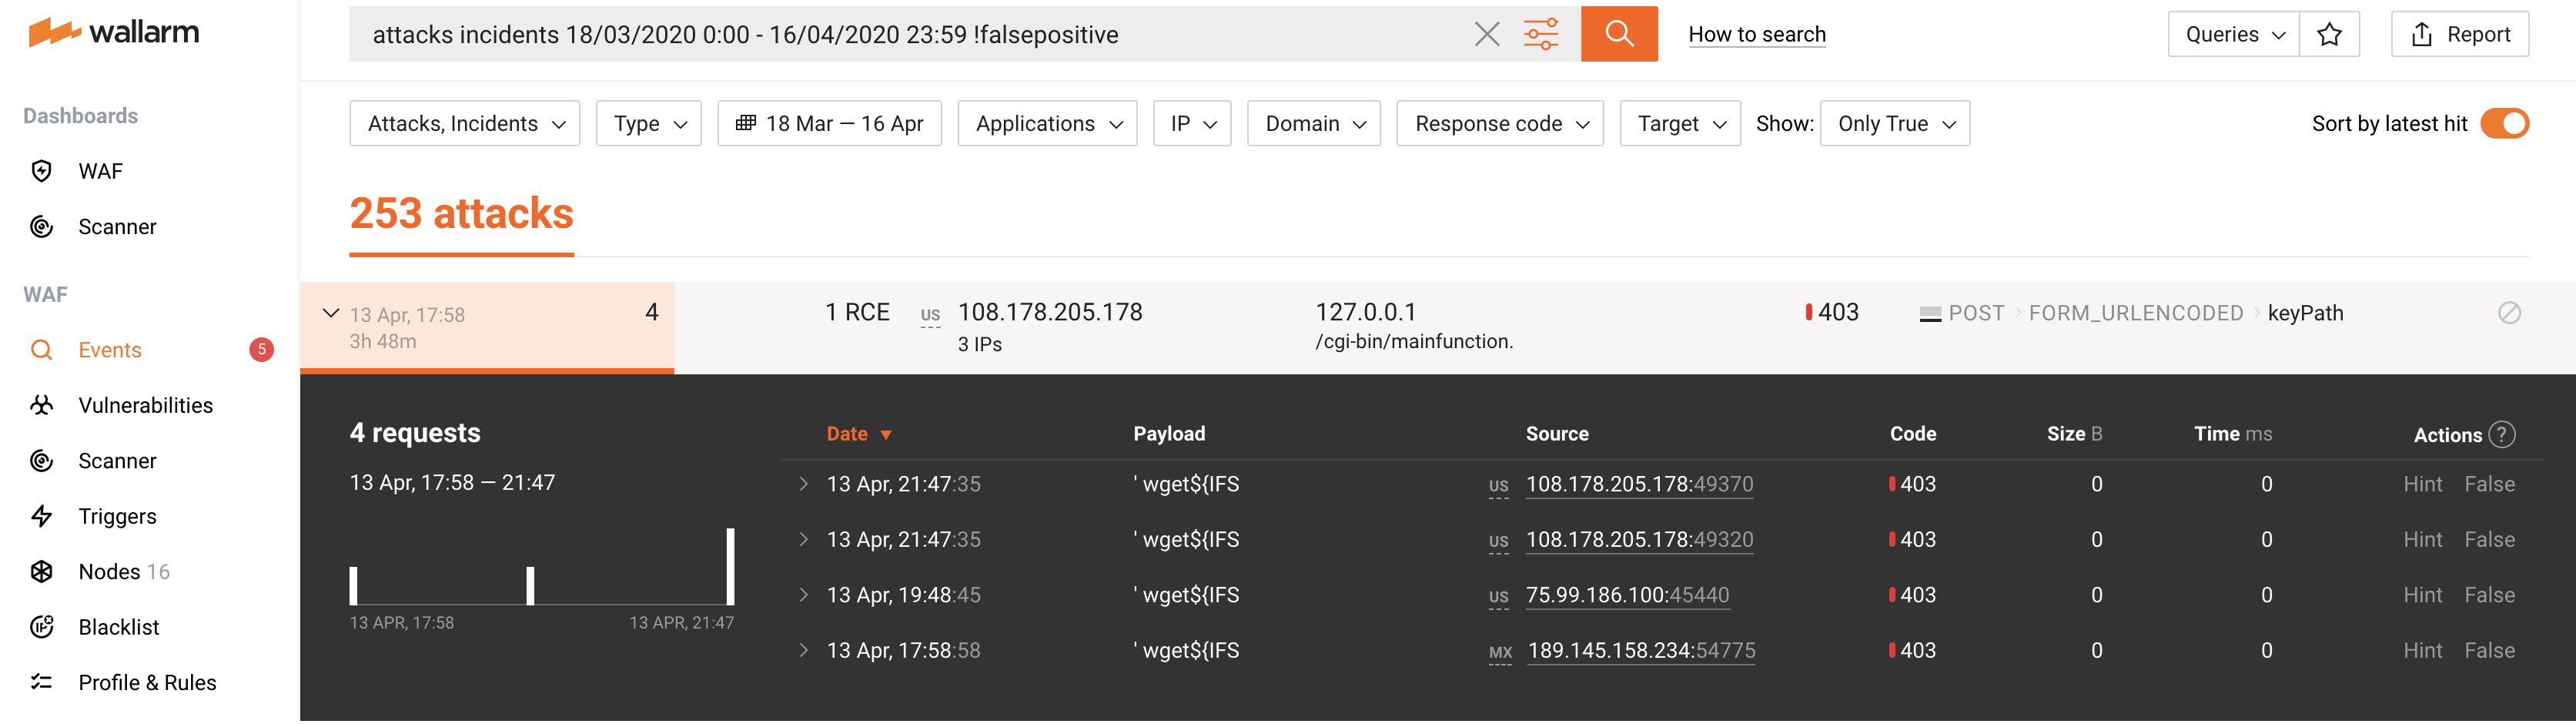 wallarm
attacks incidents 18/03/2020 0:00 - 16/04/2020 23:59 !falsepositive
How to search
Queries
Report
Dashboards
WAF
Scanner
WAF
Events 5
Vulnerabilities
Scanner
Triggers
Nodes 16
Blacklist
Profile & Rules
Attacks, Incidents
Type
18 Mar — 16 Apr
Applications
IP
Domain
Response code
Target
Show: Only True
Sort by latest hit
253 attacks
13 Apr, 17:58 4 1 RCE US 108.178.205.178 127.0.0.1 403 POST FORM_URLENCODED keyPath
3h 48m 3 IPs /cgi-bin/mainfunction.
4 requests
13 Apr, 17:58 — 21:47
13 APR, 17:58 13 APR, 21:47
Date Payload Source Code Size B Time ms Actions ?
13 Apr, 21:47:35 ' wget${IFS US 108.178.205.178:49370 403 0 0 Hint False
13 Apr, 21:47:35 ' wget${IFS US 108.178.205.178:49320 403 0 0 Hint False
13 Apr, 19:48:45 ' wget${IFS US 75.99.186.100:45440 403 0 0 Hint False
13 Apr, 17:58:58 ' wget${IFS MX 189.145.158.234:54775 403 0 0 Hint False